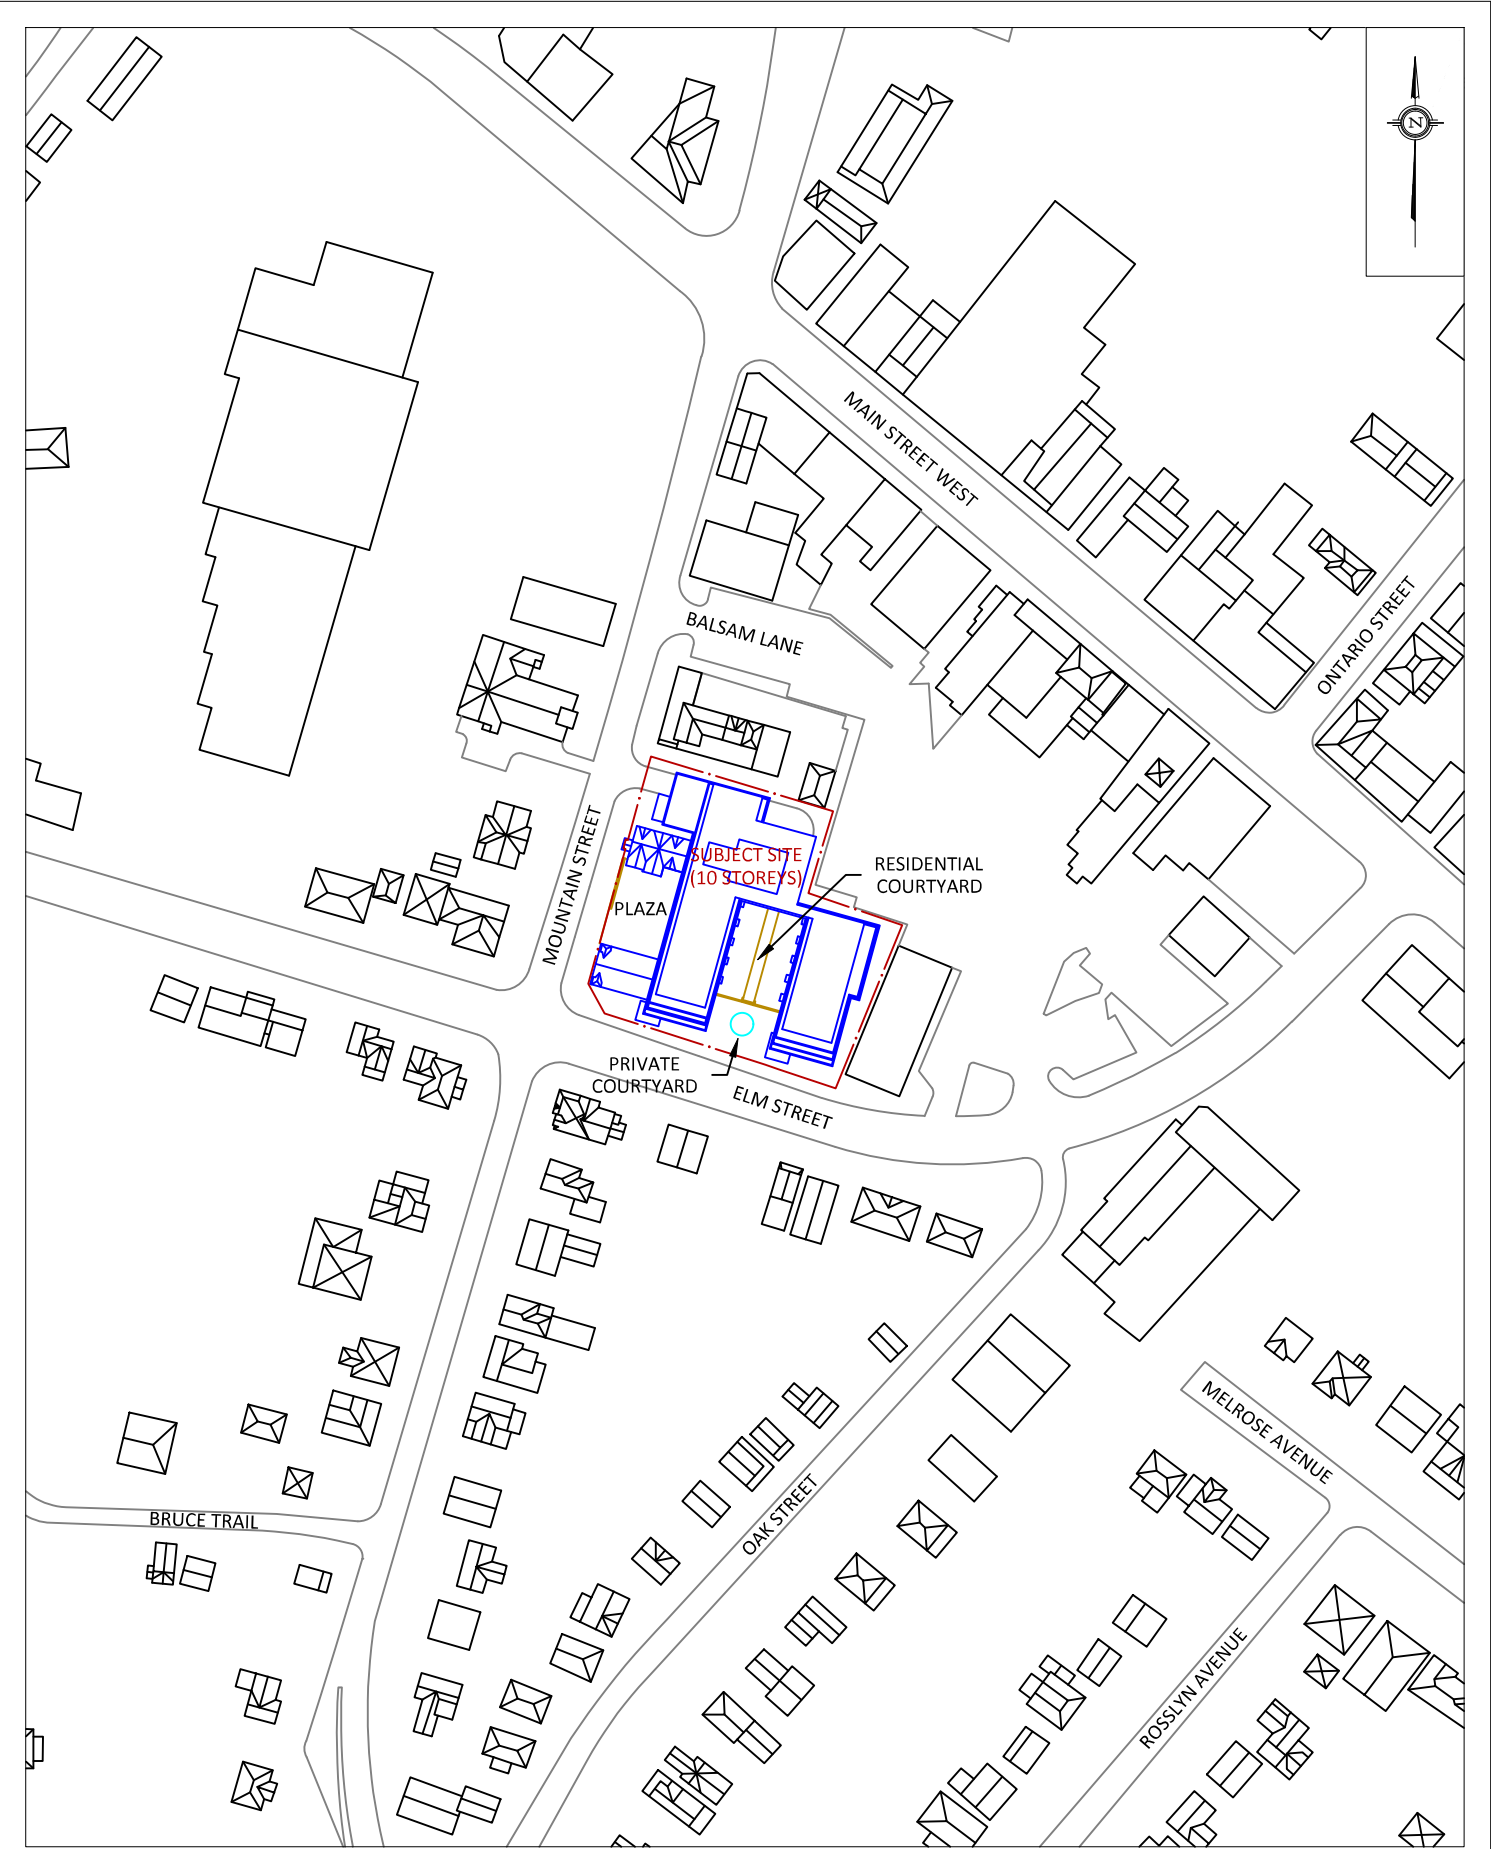 N
MAIN STREET WEST
BALSAM LANE
ONTARIO STREET
MOUNTAIN STREET
SUBJECT SITE
(10 STOREYS)
RESIDENTIAL
COURTYARD
PLAZA
PRIVATE
COURTYARD
ELM STREET
MELROSE AVENUE
OAK STREET
BRUCE TRAIL
ROSSLYN AVENUE